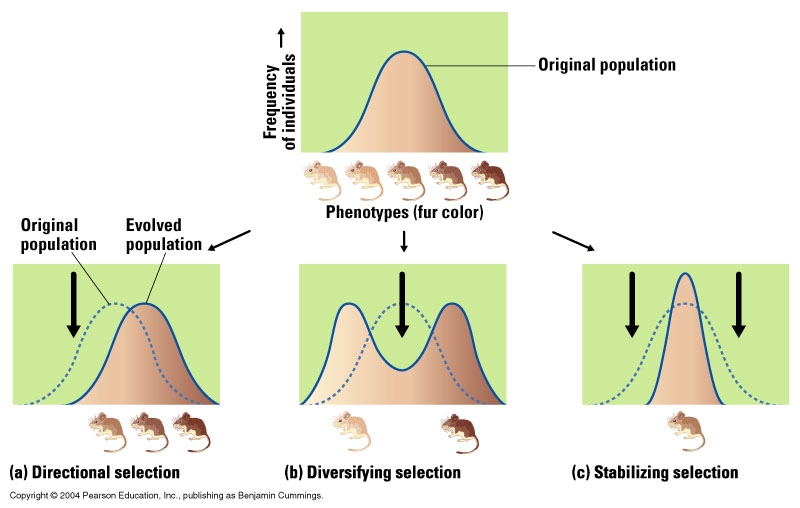 Frequency
of individuals
Original population
Phenotypes (fur color)
Original
population
Evolved
population
(a) Directional selection
(b) Diversifying selection
(c) Stabilizing selection
Copyright © 2004 Pearson Education, Inc., publishing as Benjamin Cummings.